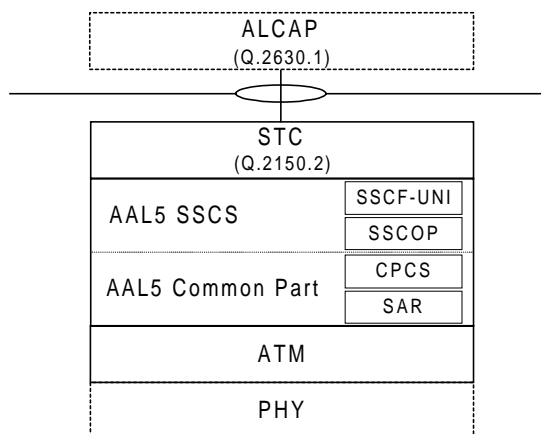 ALCAP
(Q.2630.1)
STC
(Q.2150.2)
AAL5 SSCS
SSCF-UNI
SSCOP
AAL5 Common Part
CPCS
SAR
ATM
PHY